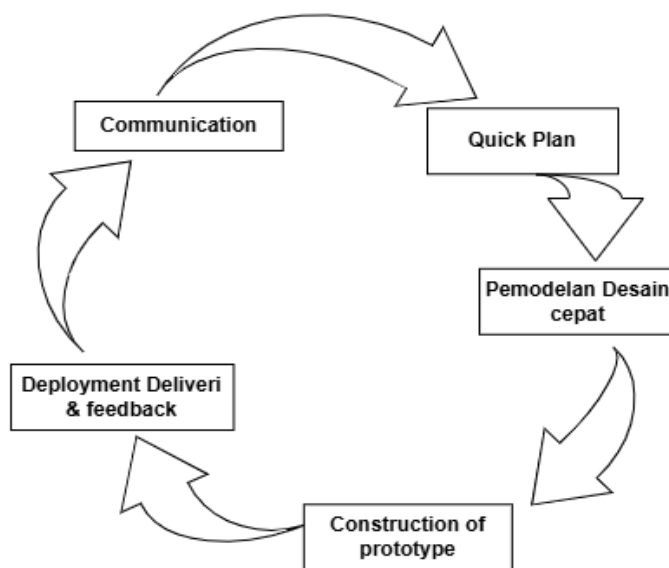 Communication
Quick Plan
Pemodelan Desain
cepat
Construction of
prototype
Deployment Deliveri
& feedback